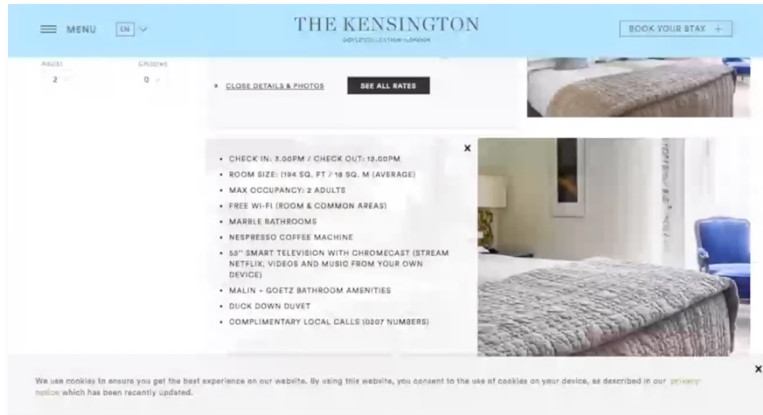 MENU
EN
THE KENSINGTON
DOYLE COLLECTION · LONDON
BOOK YOUR STAY +
Adults
Children
2
0
CLOSE DETAILS & PHOTOS
SEE ALL RATES
x
• CHECK IN: 3.00PM / CHECK OUT: 12.00PM
• ROOM SIZE: (194 SQ. FT / 18 SQ. M (AVERAGE)
• MAX OCCUPANCY: 2 ADULTS
• FREE WI-FI (ROOM & COMMON AREAS)
• MARBLE BATHROOMS
• NESPRESSO COFFEE MACHINE
• 55'' SMART TELEVISION WITH CHROMECAST (STREAM
NETFLIX, VIDEOS AND MUSIC FROM YOUR OWN
DEVICE)
• MALIN + GOETZ BATHROOM AMENITIES
• DUCK DOWN DUVET
• COMPLIMENTARY LOCAL CALLS (0207 NUMBERS)
x
We use cookies to ensure you get the best experience on our website. By using this website, you consent to the use of cookies on your device, as described in our privacy
notice which has been recently updated.